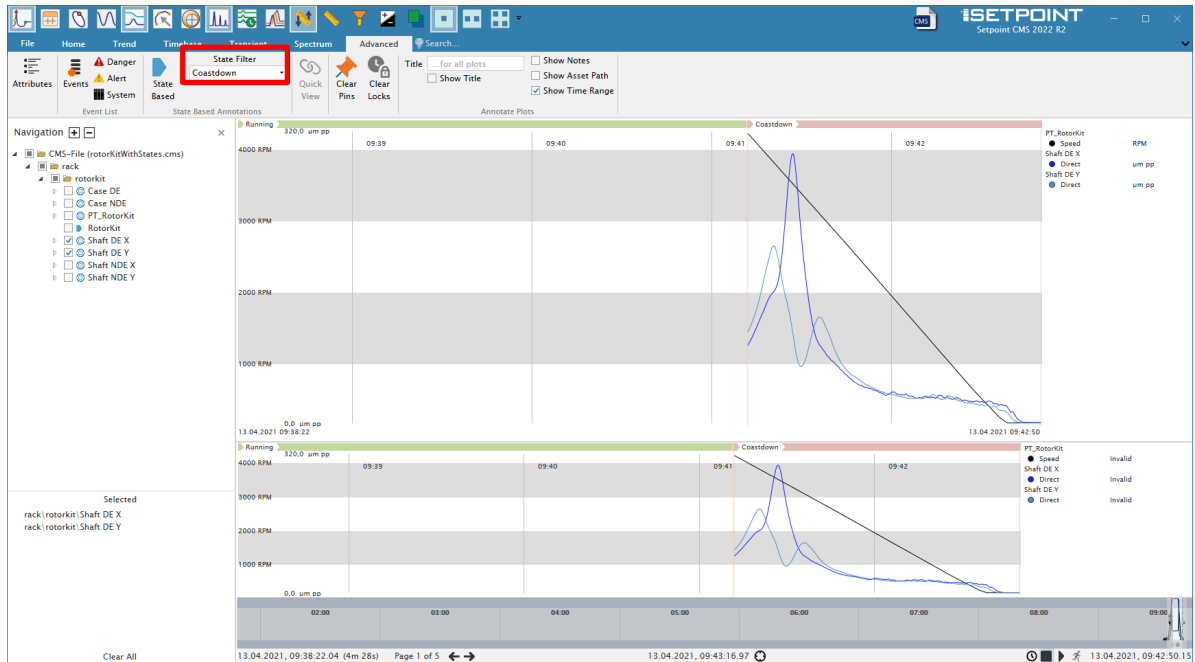 CMS
SETPOINT
Setpoint CMS 2022 R2
File Home Trend Timebase Transient Spectrum Advanced Search...
Attributes
Events
Danger
Alert
System
Event List
State Based
State Filter
Coastdown
State Based Annotations
Quick View
Clear Pins
Clear Locks
Title ...for all plots
Show Title
Show Notes
Show Asset Path
Show Time Range
Annotate Plots
Navigation
CMS-File (rotorKitWithStates.cms)
rack
rotorkit
Case DE
Case NDE
PT_RotorKit
RotorKit
Shaft DE X
Shaft DE Y
Shaft NDE X
Shaft NDE Y
Selected
rack\rotorkit\Shaft DE X
rack\rotorkit\Shaft DE Y
Clear All
Running Coastdown
320,0 µm pp
09:39 09:40 09:41 09:42
4000 RPM
3000 RPM
2000 RPM
1000 RPM
0,0 µm pp
13.04.2021 09:38:22 13.04.2021 09:42:50
PT_RotorKit
Speed RPM
Shaft DE X
Direct µm pp
Shaft DE Y
Direct µm pp
Running Coastdown
320,0 µm pp
09:39 09:40 09:41 09:42
4000 RPM
3000 RPM
2000 RPM
1000 RPM
0,0 µm pp
PT_RotorKit
Speed Invalid
Shaft DE X
Direct Invalid
Shaft DE Y
Direct Invalid
02:00 03:00 04:00 05:00 06:00 07:00 08:00 09:00
13.04.2021, 09:38:22.04 (4m 28s) Page 1 of 5 13.04.2021, 09:43:16.97 13.04.2021, 09:42:50.15